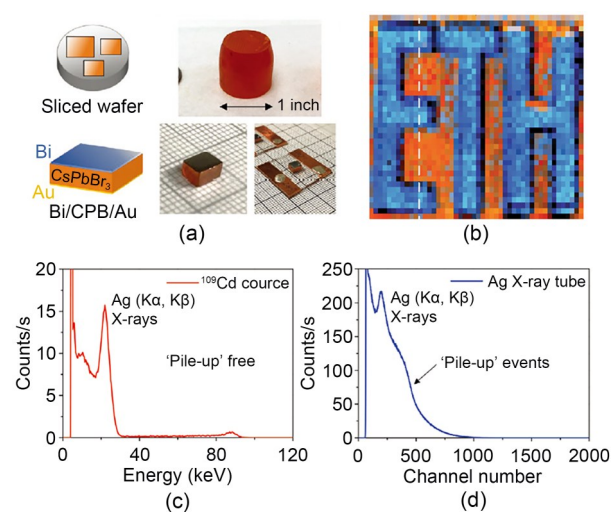 Sliced wafer
1 inch
Bi
CsPbBr₃
Au
Bi/CPB/Au
(a)
ETH
(b)
Counts/s
20
15
10
5
0
¹⁰⁹Cd cource
Ag (Kα, Kβ)
X-rays
‘Pile-up’ free
0
40
80
120
Energy (keV)
(c)
Counts/s
250
200
150
100
50
0
Ag X-ray tube
Ag (Kα, Kβ)
X-rays
‘Pile-up’ events
0
500
1000
1500
2000
Channel number
(d)